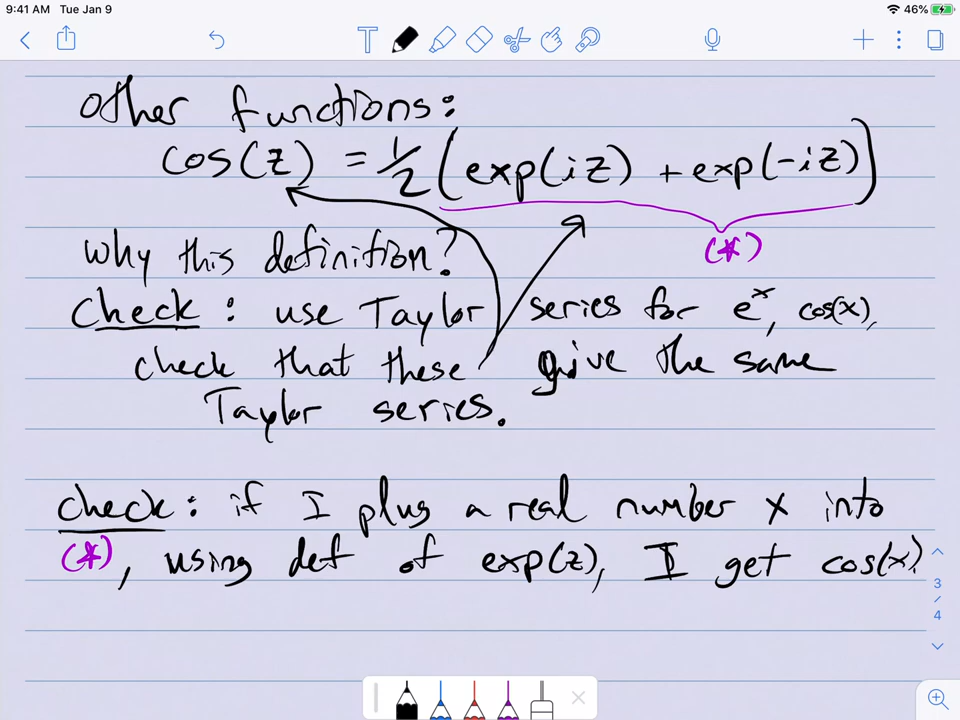 9:41 AM Tue Jan 9 46%
T
other functions:
cos(z) = 1/2 (exp(iz) + exp(-iz))
(*)
why this definition?
check: use Taylor series for e^x, cos(x),
check that these give the same
Taylor series.
check: if I plus a real number x into
(*), using def of exp(z), I get cos(x)
3
/
4